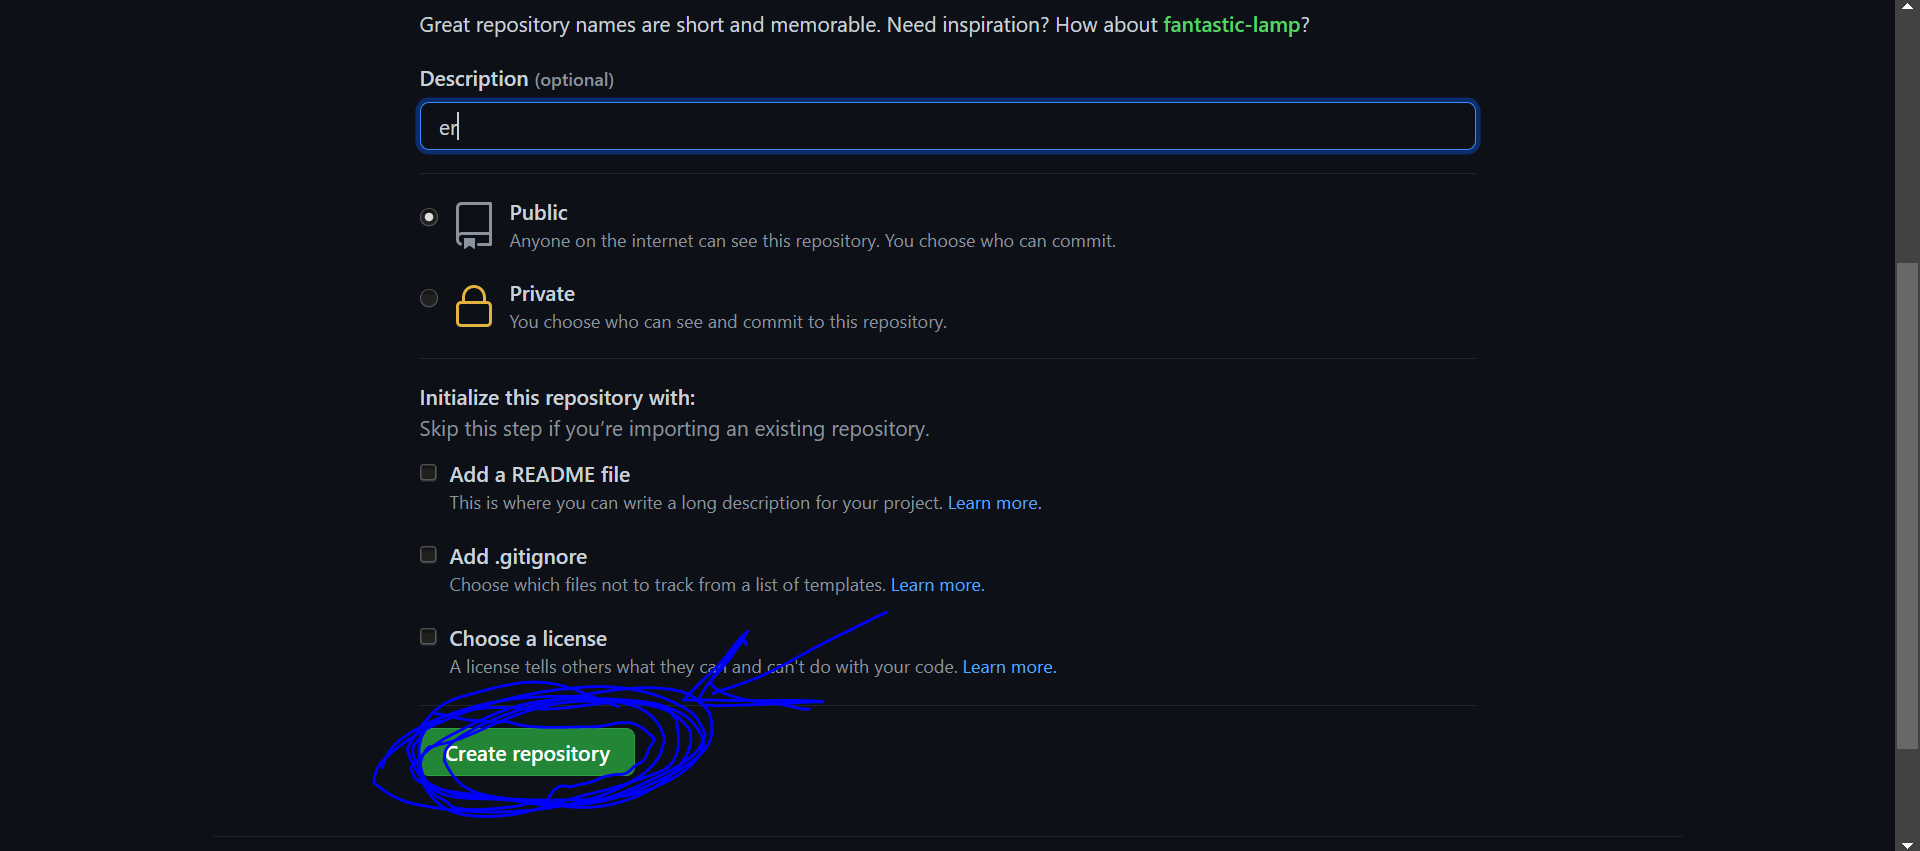 Great repository names are short and memorable. Need inspiration? How about fantastic-lamp?
Description (optional)
er
Public
Anyone on the internet can see this repository. You choose who can commit.
Private
You choose who can see and commit to this repository.
Initialize this repository with:
Skip this step if you’re importing an existing repository.
Add a README file
This is where you can write a long description for your project. Learn more.
Add .gitignore
Choose which files not to track from a list of templates. Learn more.
Choose a license
A license tells others what they can and can't do with your code. Learn more.
Create repository